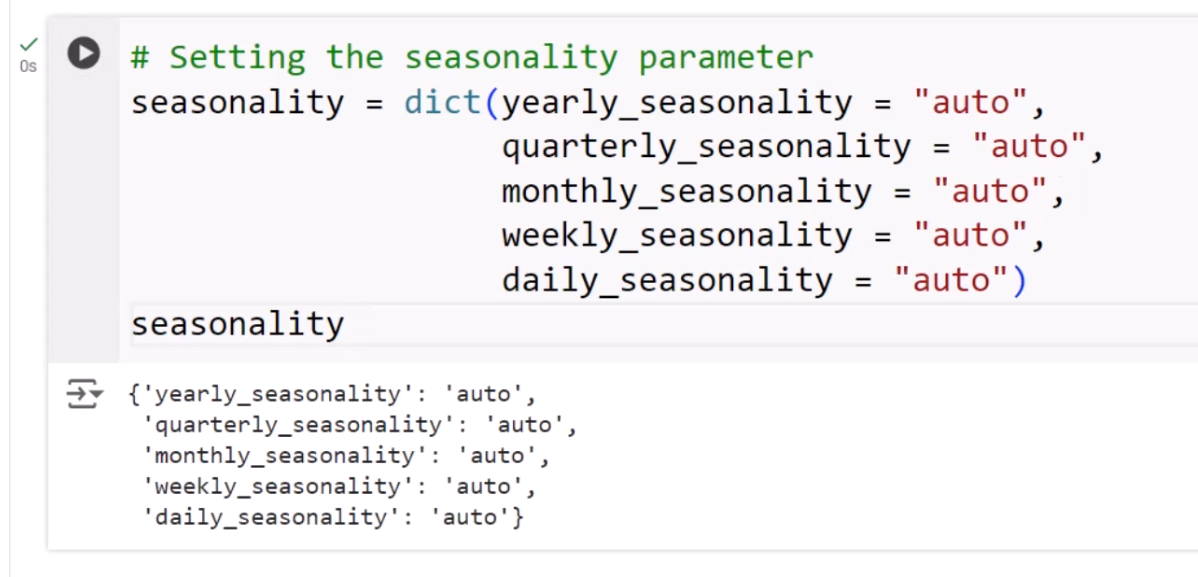 # Setting the seasonality parameter
seasonality = dict(yearly_seasonality = "auto",
quarterly_seasonality = "auto",
monthly_seasonality = "auto",
weekly_seasonality = "auto",
daily_seasonality = "auto")
seasonality
0s
{'yearly_seasonality': 'auto',
'quarterly_seasonality': 'auto',
'monthly_seasonality': 'auto',
'weekly_seasonality': 'auto',
'daily_seasonality': 'auto'}